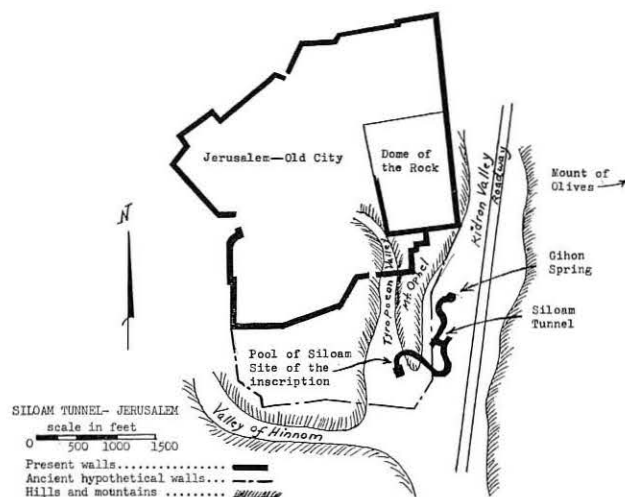 Jerusalem—Old City
Dome of
the Rock
Kidron Valley
Roadway
Mount of
Olives
N
Tyropoeon Valley
Mt Ophel
Gihon
Spring
Siloam
Tunnel
Pool of Siloam
Site of the
inscription
Valley of Hinnom
SILOAM TUNNEL- JERUSALEM
scale in feet
0 500 1000 1500
Present walls..............
Ancient hypothetical walls...
Hills and mountains ........